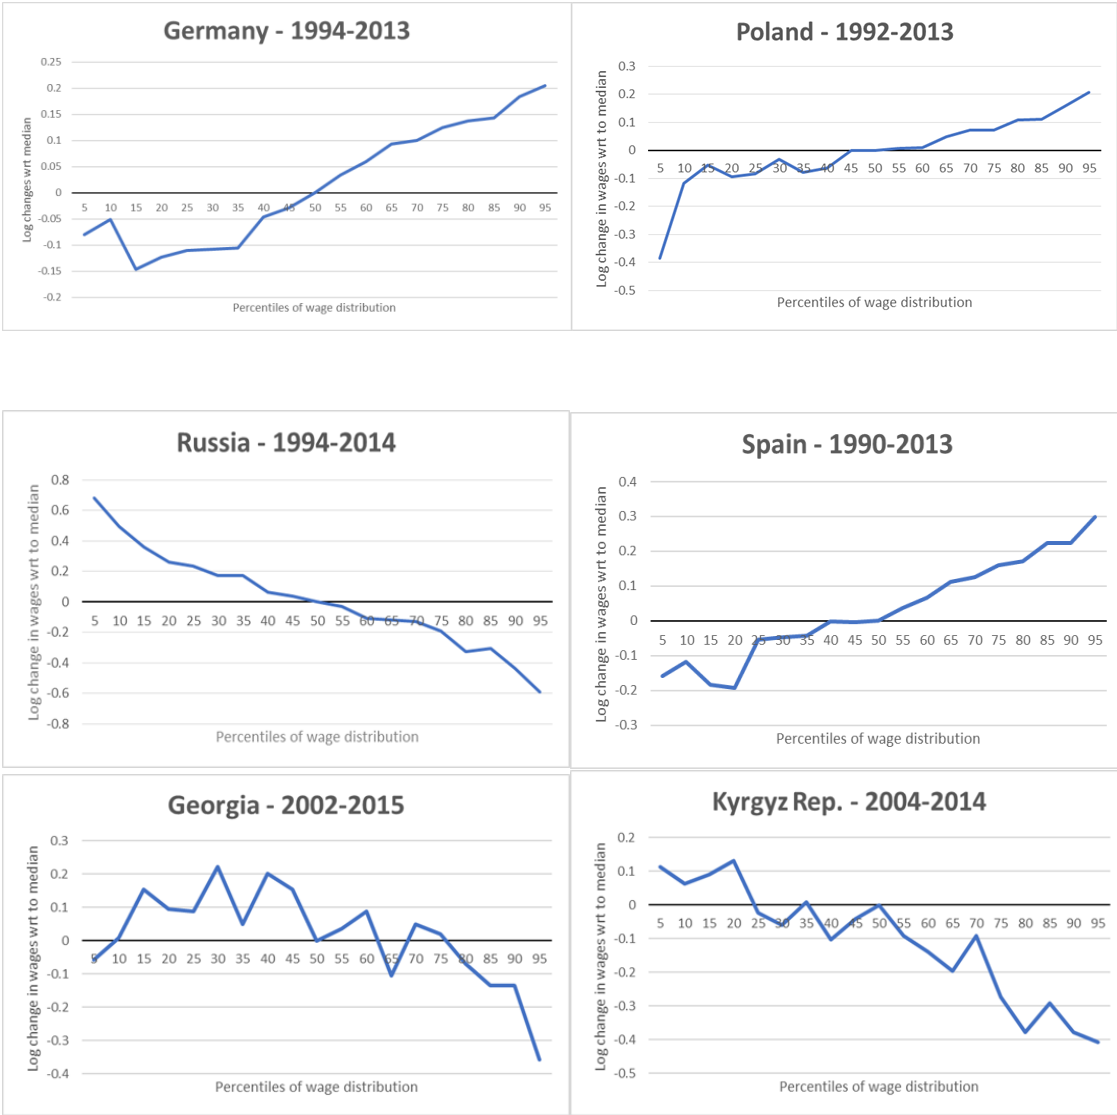 Germany - 1994-2013
0.25
0.2
0.15
0.1
0.05
0
-0.05
-0.1
-0.15
-0.2
5 10 15 20 25 30 35 40 45 50 55 60 65 70 75 80 85 90 95
Log changes wrt median
Percentiles of wage distribution
Poland - 1992-2013
0.3
0.2
0.1
0
-0.1
-0.2
-0.3
-0.4
-0.5
5 10 15 20 25 30 35 40 45 50 55 60 65 70 75 80 85 90 95
Log change in wages wrt to median
Percentiles of wage distribution
Russia - 1994-2014
0.8
0.6
0.4
0.2
0
-0.2
-0.4
-0.6
-0.8
5 10 15 20 25 30 35 40 45 50 55 60 65 70 75 80 85 90 95
Log change in wages wrt to median
Percentiles of wage distribution
Spain - 1990-2013
0.4
0.3
0.2
0.1
0
-0.1
-0.2
-0.3
5 10 15 20 25 30 35 40 45 50 55 60 65 70 75 80 85 90 95
Log change in wages wrt to median
Percentiles of wage distribution
Georgia - 2002-2015
0.3
0.2
0.1
0
-0.1
-0.2
-0.3
-0.4
5 10 15 20 25 30 35 40 45 50 55 60 65 70 75 80 85 90 95
Log change in wages wrt to median
Percentiles of wage distribution
Kyrgyz Rep. - 2004-2014
0.2
0.1
0
-0.1
-0.2
-0.3
-0.4
-0.5
5 10 15 20 25 30 35 40 45 50 55 60 65 70 75 80 85 90 95
Log change in wages wrt to median
Percentiles of wage distribution